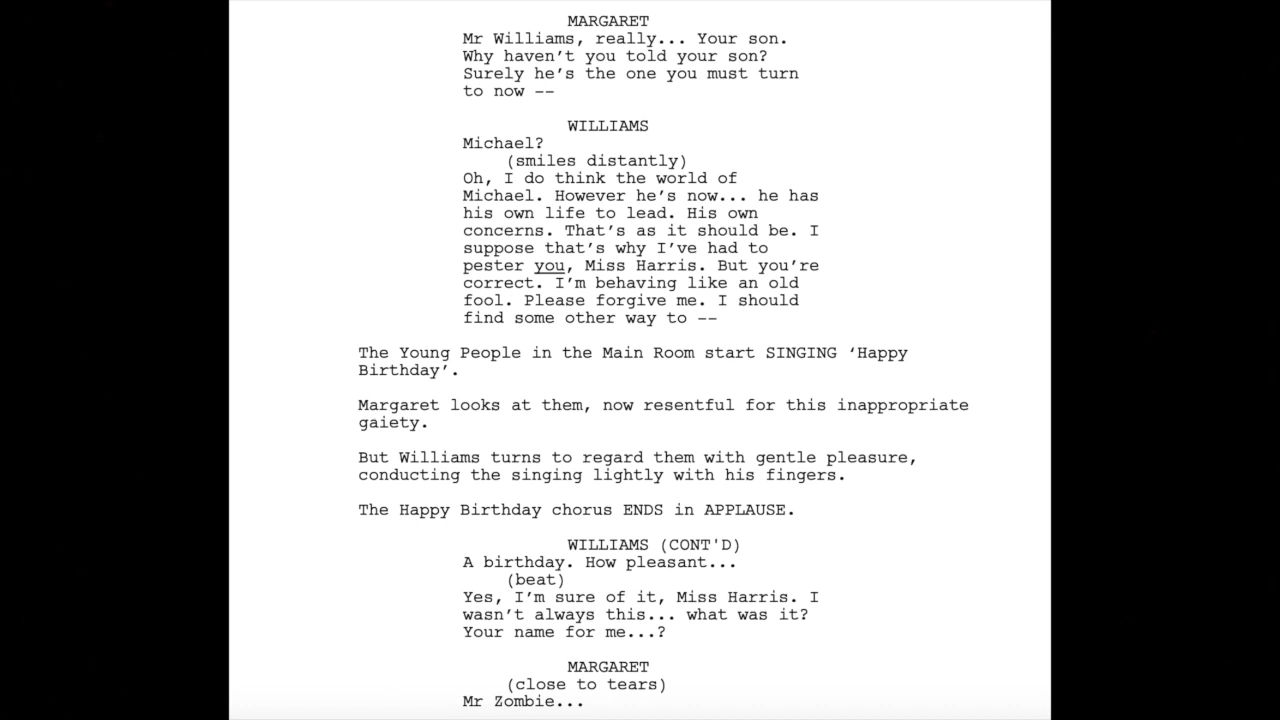 MARGARET
Mr Williams, really... Your son.
Why haven’t you told your son?
Surely he’s the one you must turn
to now --
WILLIAMS
Michael?
(smiles distantly)
Oh, I do think the world of
Michael. However he’s now... he has
his own life to lead. His own
concerns. That’s as it should be. I
suppose that’s why I’ve had to
pester you, Miss Harris. But you’re
correct. I’m behaving like an old
fool. Please forgive me. I should
find some other way to --
The Young People in the Main Room start SINGING ‘Happy
Birthday’.
Margaret looks at them, now resentful for this inappropriate
gaiety.
But Williams turns to regard them with gentle pleasure,
conducting the singing lightly with his fingers.
The Happy Birthday chorus ENDS in APPLAUSE.
WILLIAMS (CONT'D)
A birthday. How pleasant...
(beat)
Yes, I’m sure of it, Miss Harris. I
wasn’t always this... what was it?
Your name for me...?
MARGARET
(close to tears)
Mr Zombie...